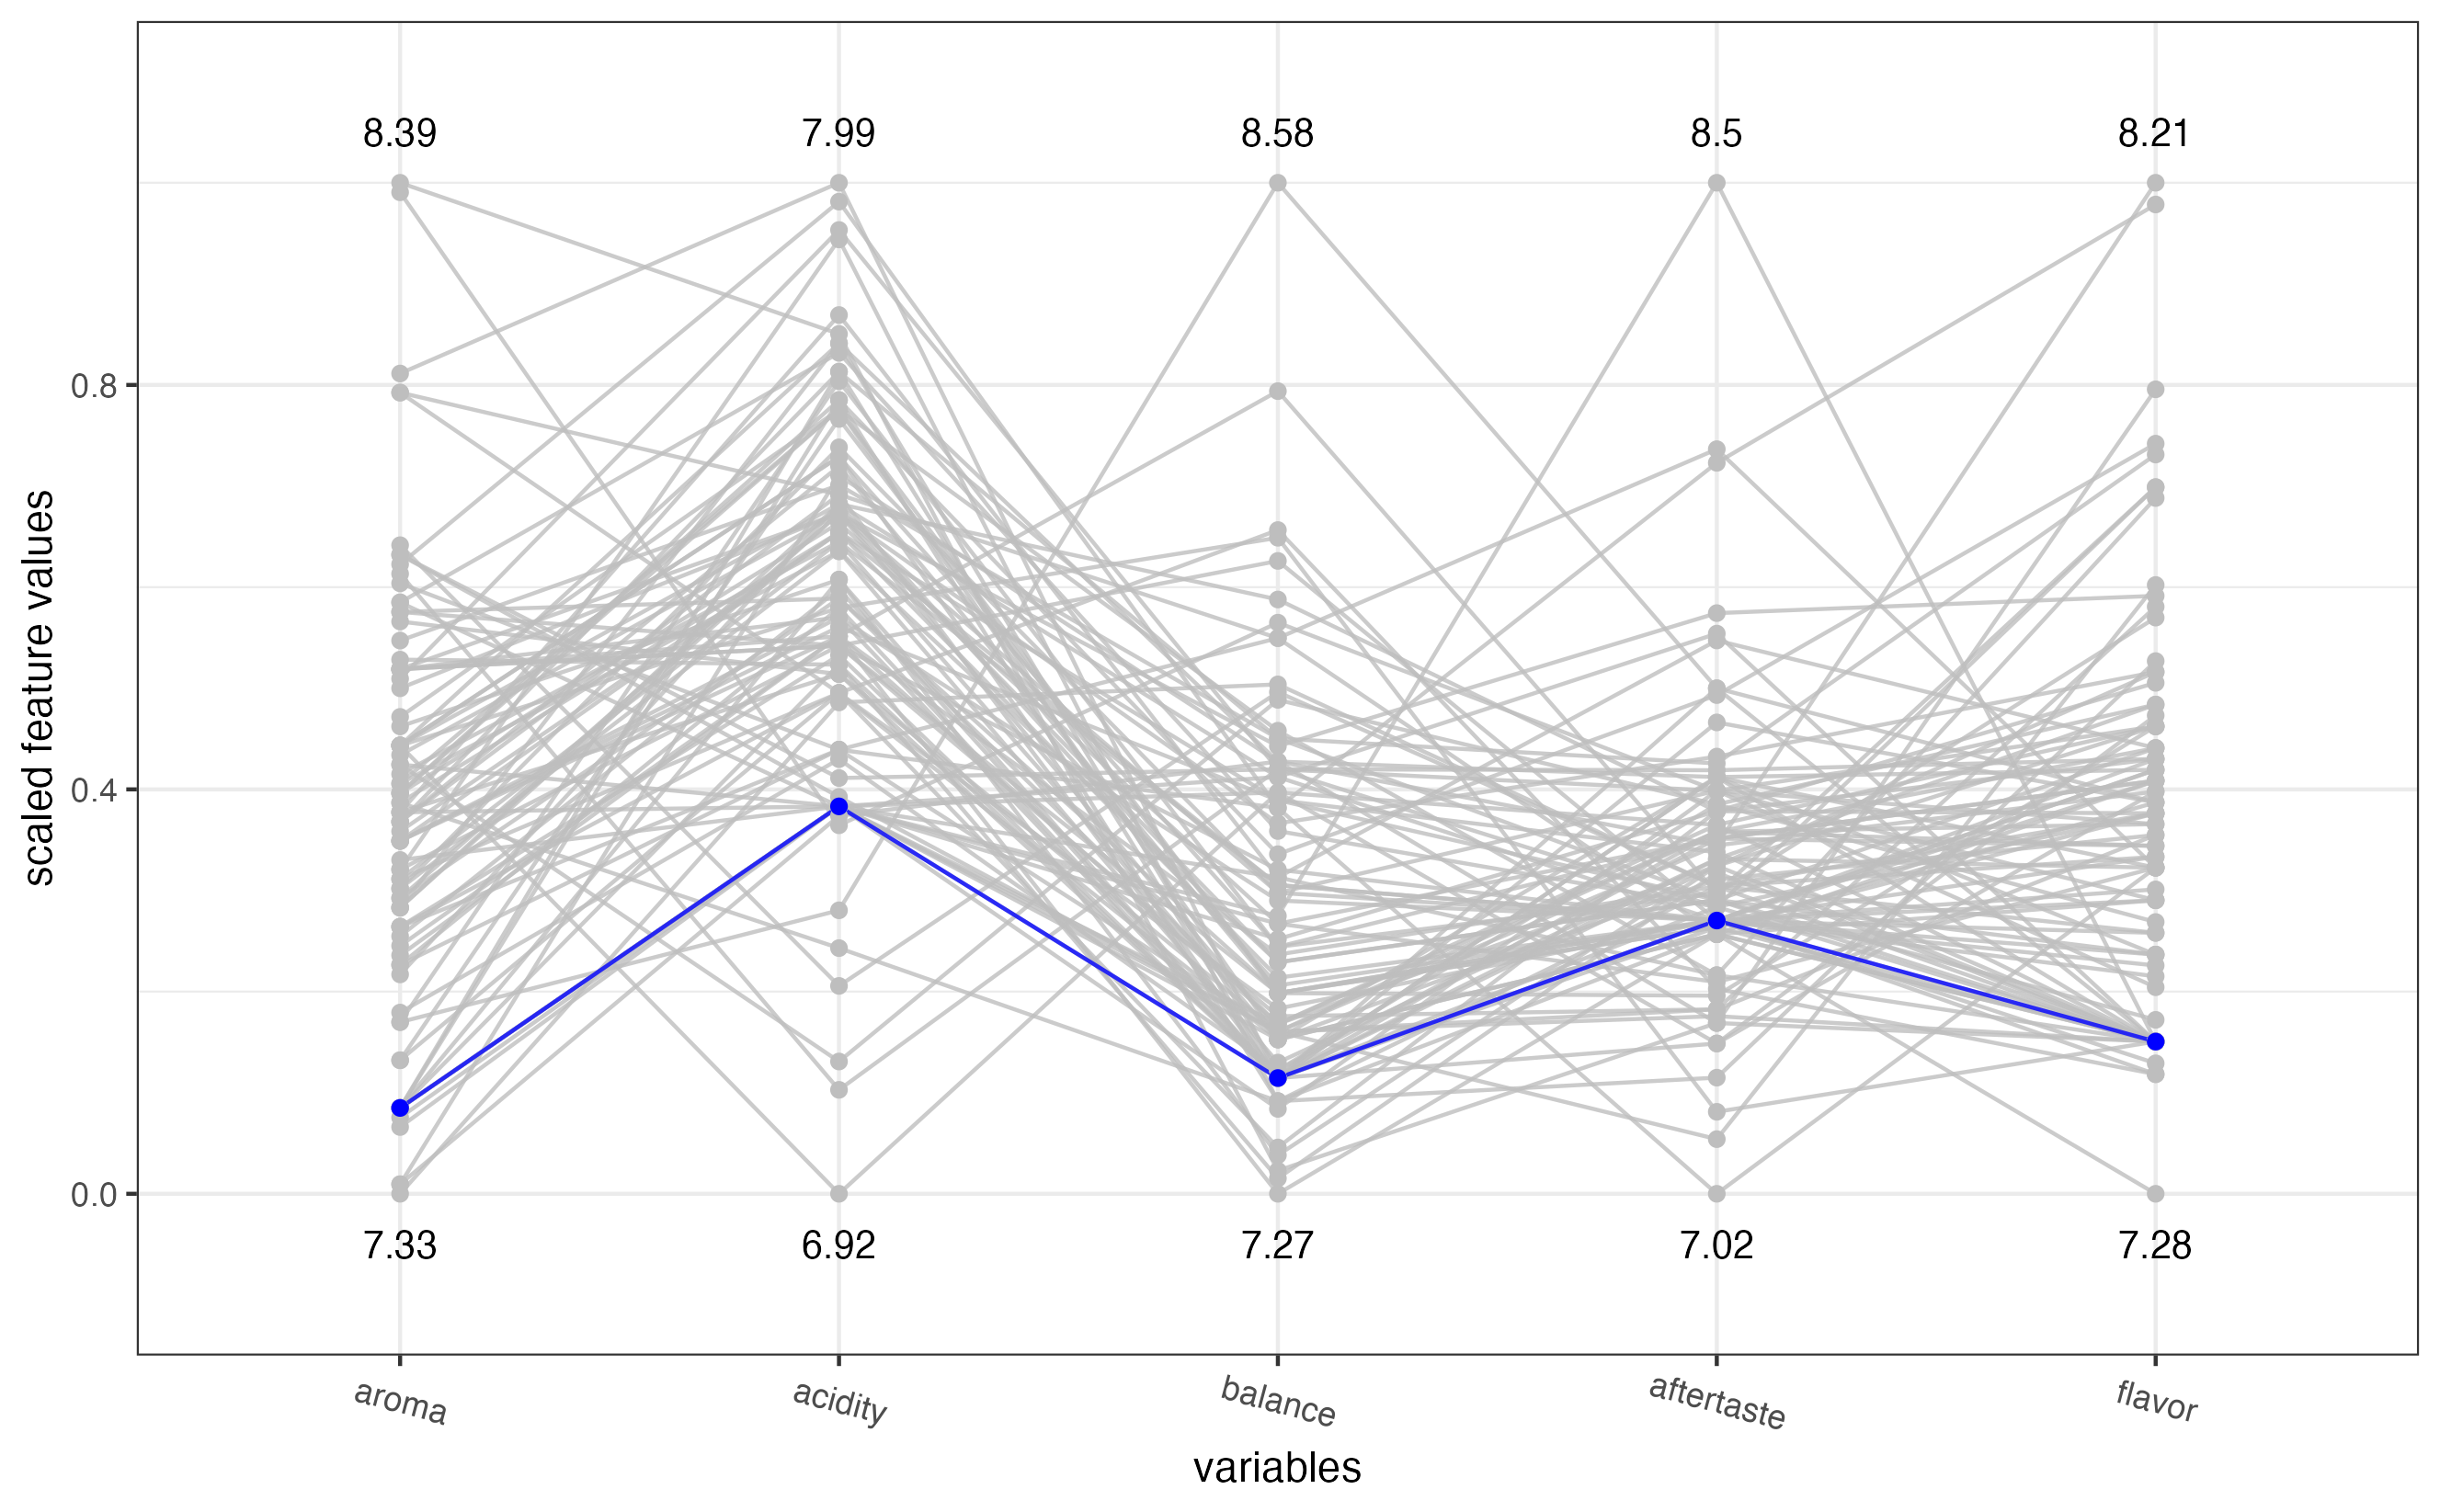 8.39 7.99 8.58 8.5 8.21
0.8
0.4
0.0
7.33 6.92 7.27 7.02 7.28
aroma acidity balance aftertaste flavor
variables
scaled feature values